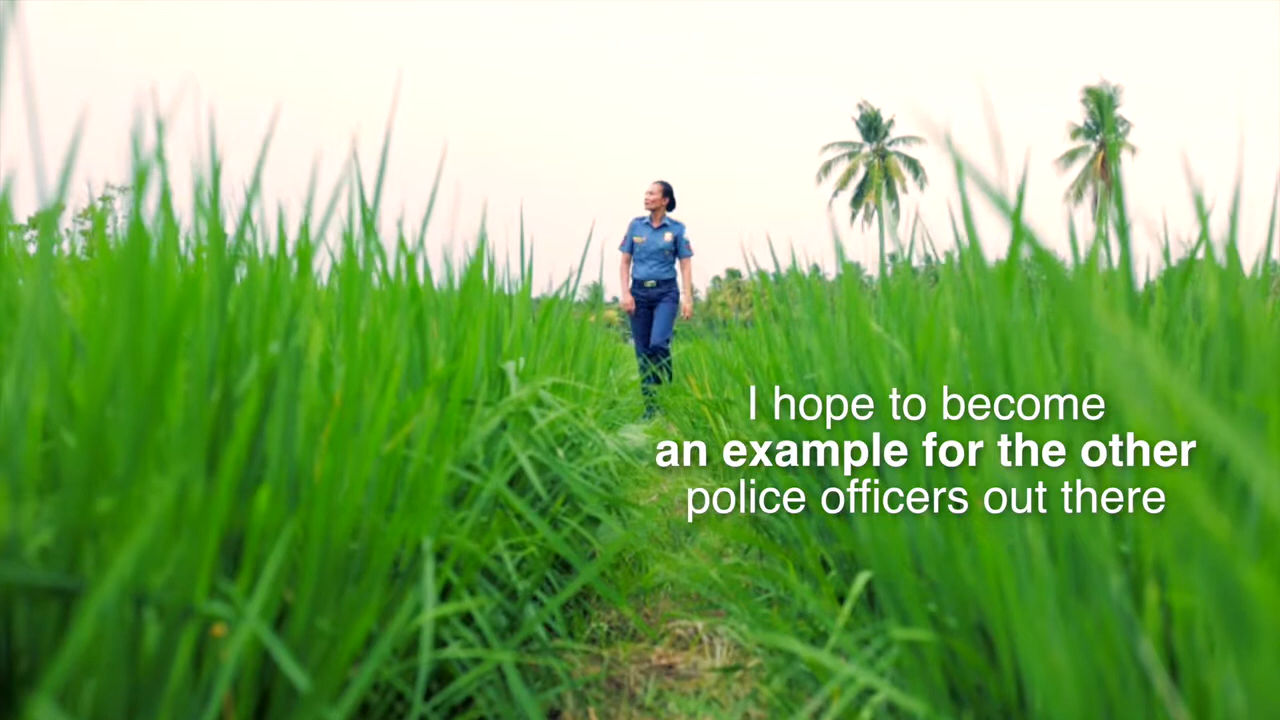 I hope to become
an example for the other
police officers out there